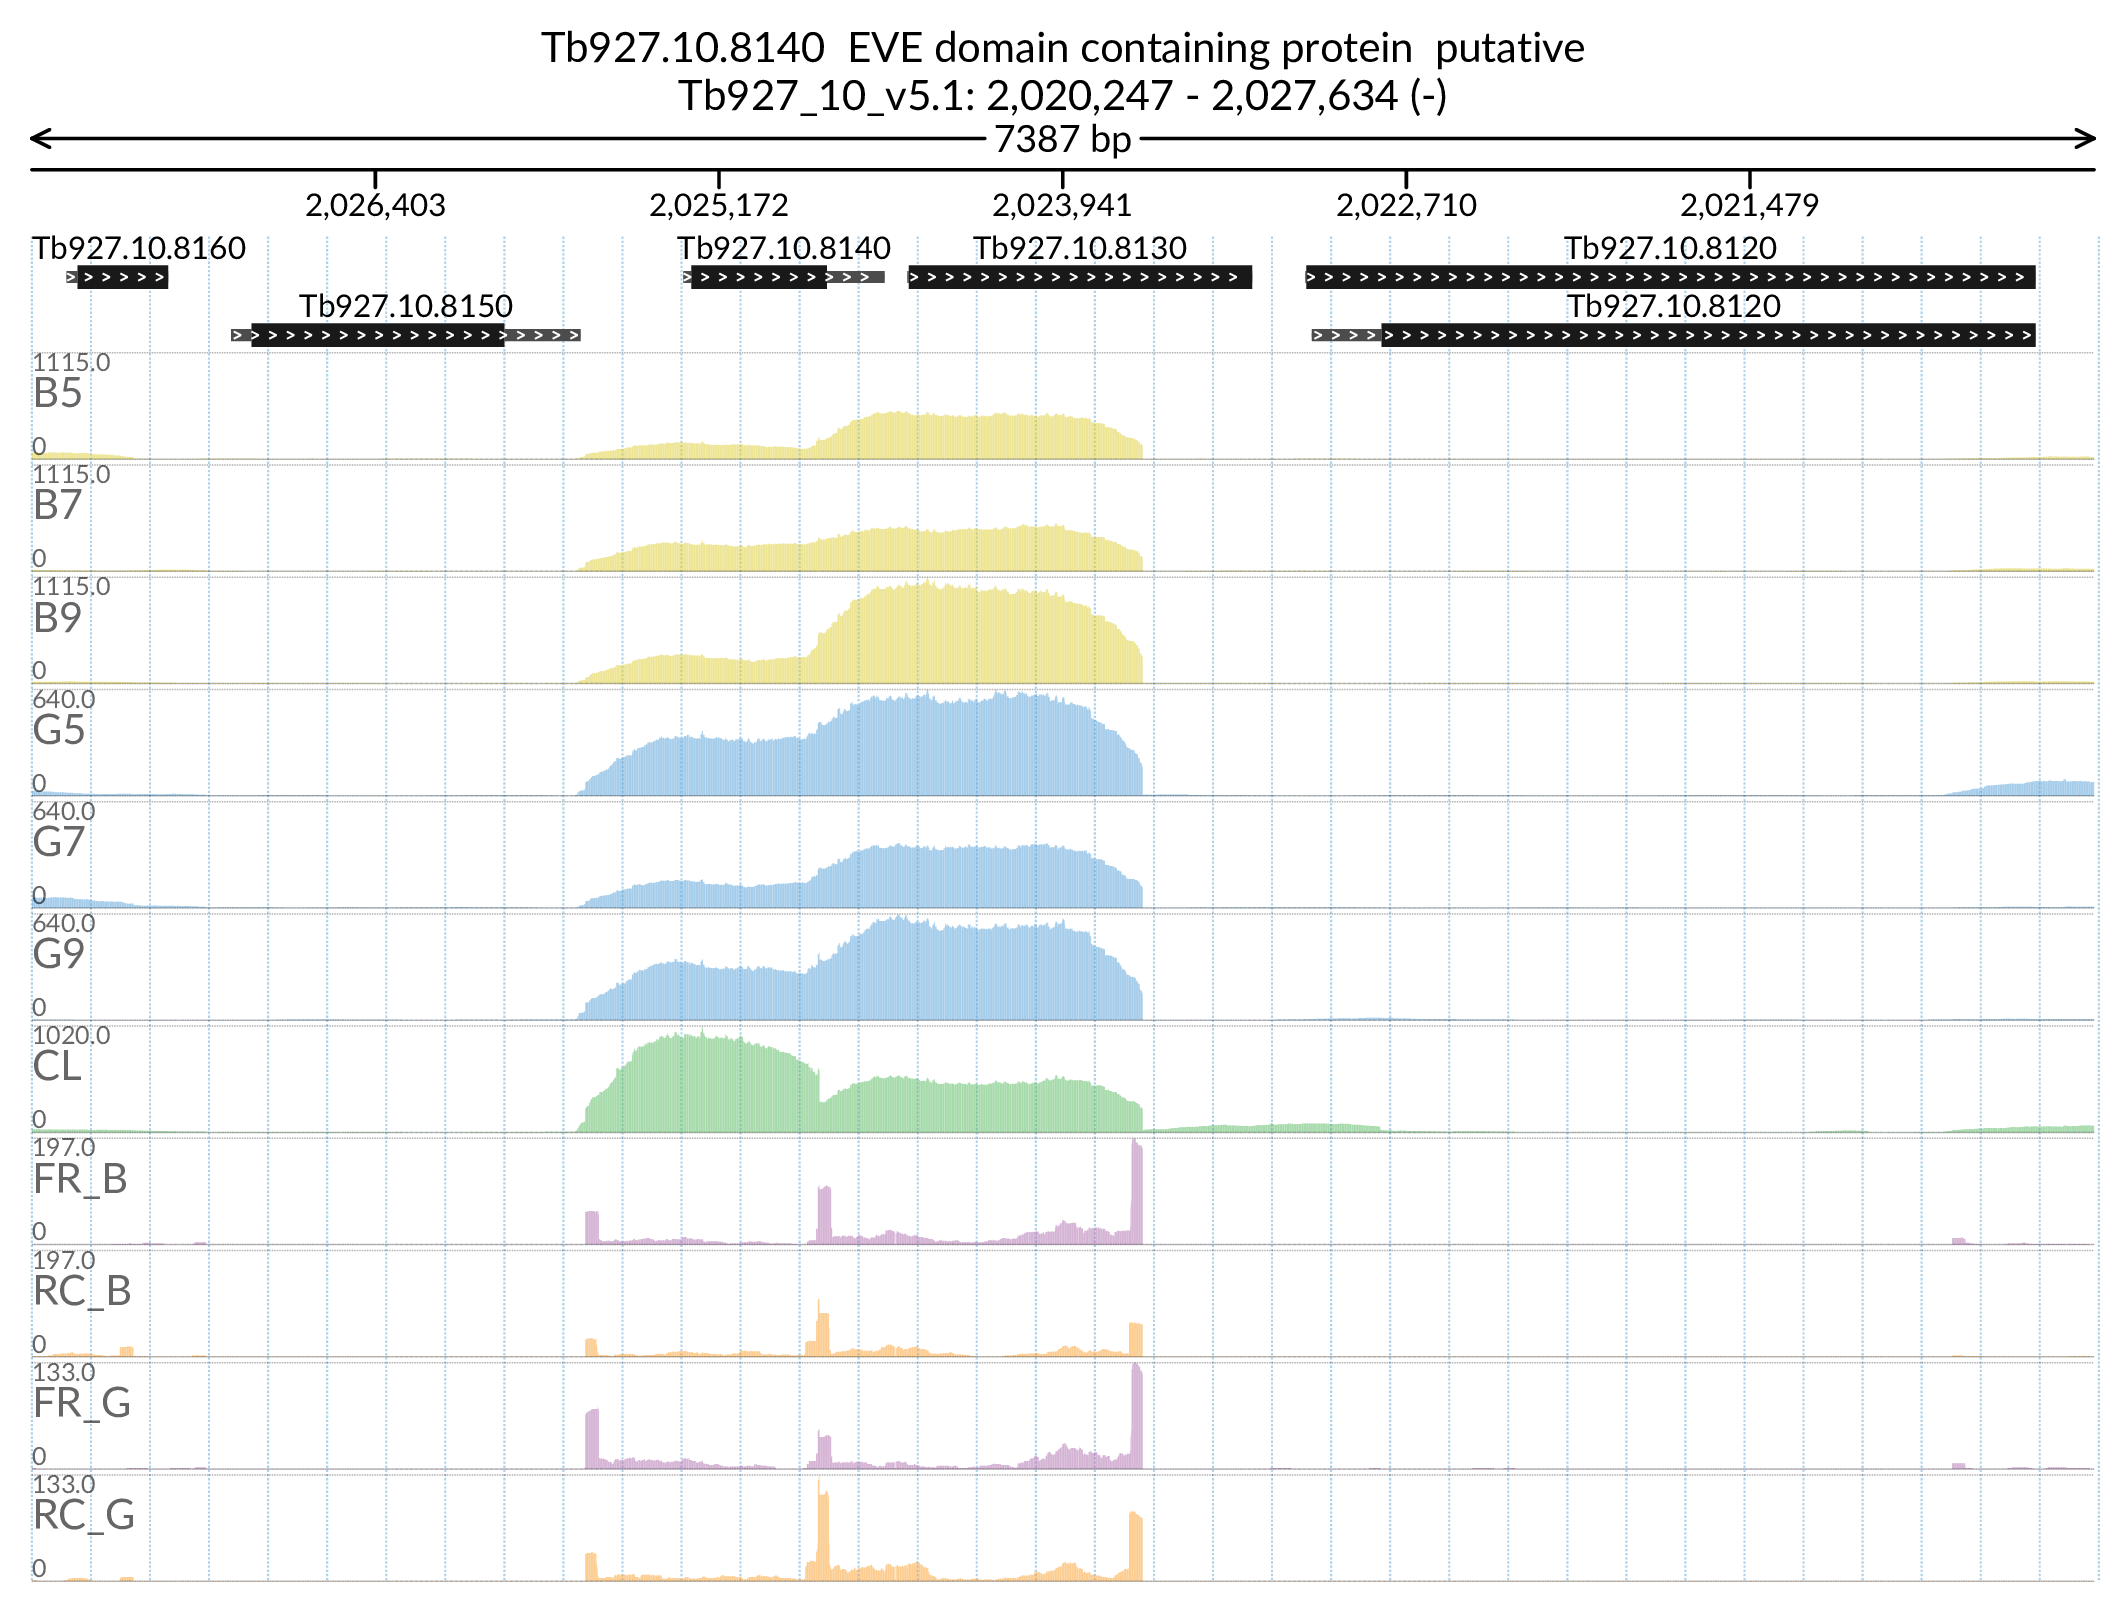 Tb927.10.8140  EVE domain containing protein  putative
Tb927_10_v5.1: 2,020,247 - 2,027,634 (-)
7387 bp
2,026,403 2,025,172 2,023,941 2,022,710 2,021,479
Tb927.10.8160 Tb927.10.8140 Tb927.10.8130 Tb927.10.8120
Tb927.10.8150 Tb927.10.8120
1115.0
B5
0
1115.0
B7
0
1115.0
B9
0
640.0
G5
0
640.0
G7
0
640.0
G9
0
1020.0
CL
0
197.0
FR_B
0
197.0
RC_B
0
133.0
FR_G
0
133.0
RC_G
0